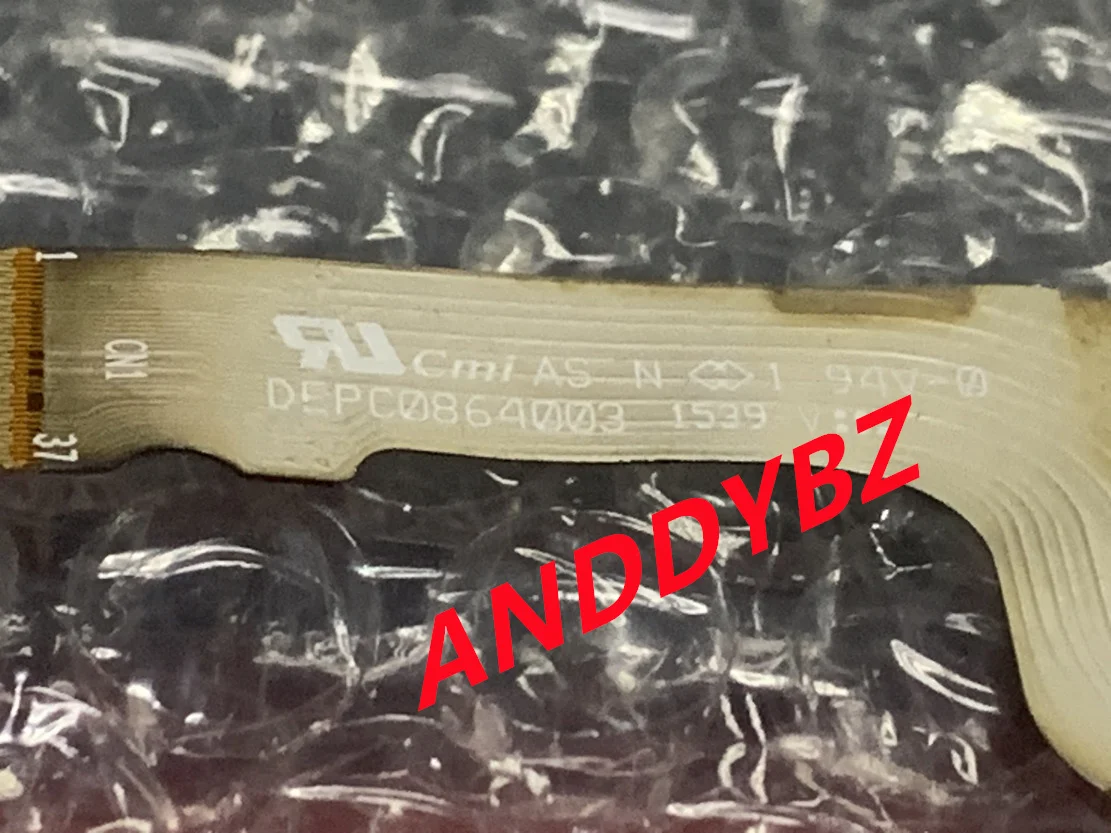 1
CN1
37
Cmi AS N 1 94V-0
DEPC0864003 1539
ANDDYBZ